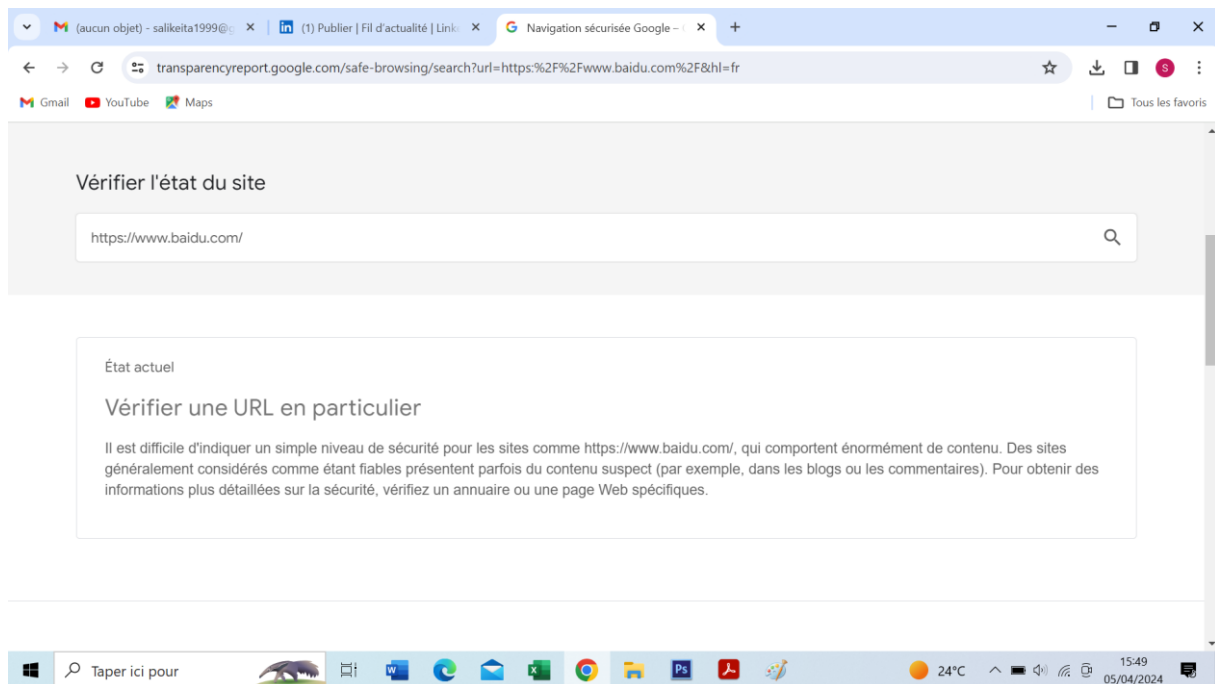 (aucun objet) - salikeita1999@g
(1) Publier | Fil d'actualité | Link
Navigation sécurisée Google –
transparencyreport.google.com/safe-browsing/search?url=https:%2F%2Fwww.baidu.com%2F&hl=fr
S
Gmail
YouTube
Maps
Tous les favoris
Vérifier l'état du site
https://www.baidu.com/
État actuel
Vérifier une URL en particulier
Il est difficile d'indiquer un simple niveau de sécurité pour les sites comme https://www.baidu.com/, qui comportent énormément de contenu. Des sites
généralement considérés comme étant fiables présentent parfois du contenu suspect (par exemple, dans les blogs ou les commentaires). Pour obtenir des
informations plus détaillées sur la sécurité, vérifiez un annuaire ou une page Web spécifiques.
Taper ici pour
Ps
24°C
15:49
05/04/2024